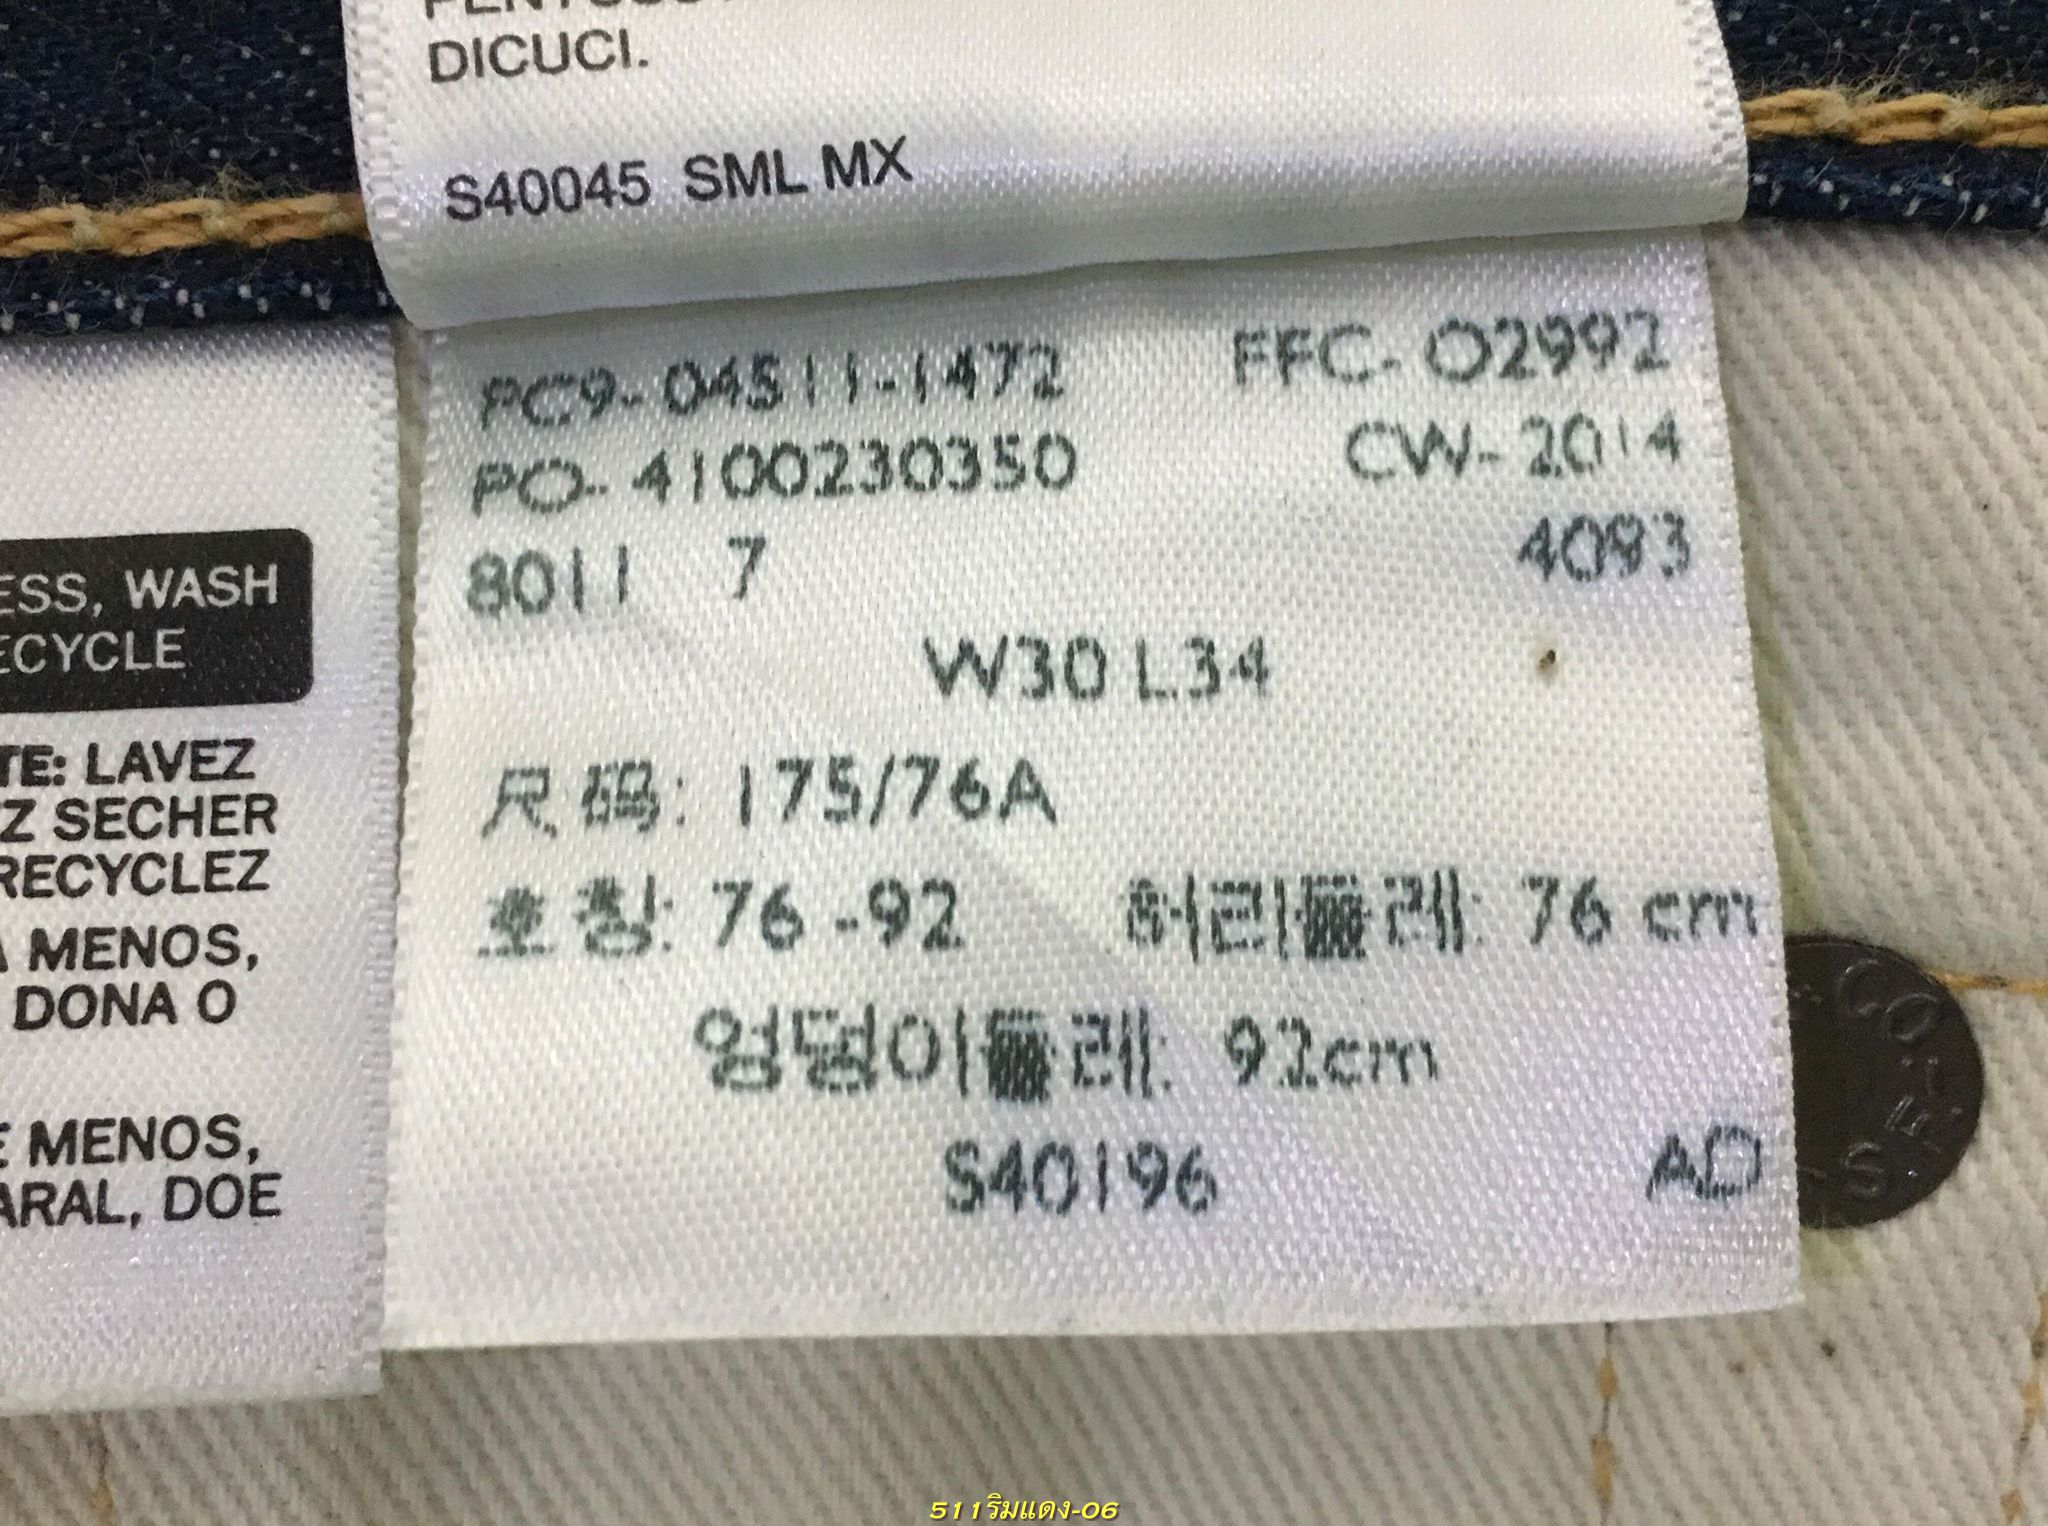 DICUCI.
S40045 SML MX
PC9-04511-1472 FFC-02992
PO-4100230350 CW-2014
8011 7 4093
W30 L34
尺码: 175/76A
호칭: 76-92 허리둘레: 76 cm
엉덩이둘레: 92cm
S40196 AD
ESS, WASH
ECYCLE
TE: LAVEZ
Z SECHER
RECYCLEZ
A MENOS,
DONA O
E MENOS,
ARAL, DOE
CO
511ริมแดง-06